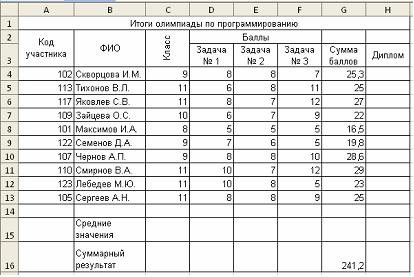 A B C D E F G H
1 Итоги олимпиады по программированию
2 Код участника ФИО Класс Баллы Сумма баллов Диплом
3 Задача № 1 Задача № 2 Задача № 3
4 102 Скворцова И.М. 9 8 8 7 25,3
5 113 Тихонов В.Л. 11 6 8 11 25
6 117 Яковлев С.В. 11 8 7 12 27
7 109 Зайцева О.С. 10 6 7 9 22
8 101 Максимов И.А. 8 5 5 5 16,5
9 122 Семенов Д.А. 9 7 6 5 19,8
10 107 Чернов А.П. 9 8 8 10 28,6
11 110 Смирнов В.А. 11 10 7 12 29
12 123 Лебедев М.Ю. 11 10 8 5 23
13 105 Сергеев А.Н. 11 8 8 9 25
14
15 Средние значения
16 Суммарный результат 241,2